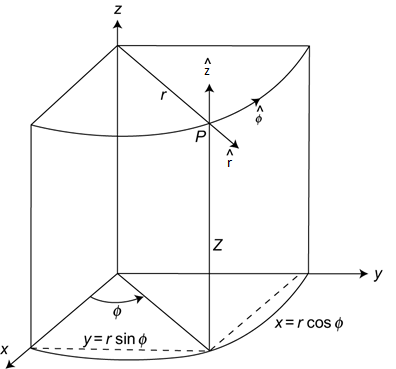 z
ẑ
r
ϕ̂
P
r̂
Z
y
ϕ
x = r cos ϕ
y = r sin ϕ
x